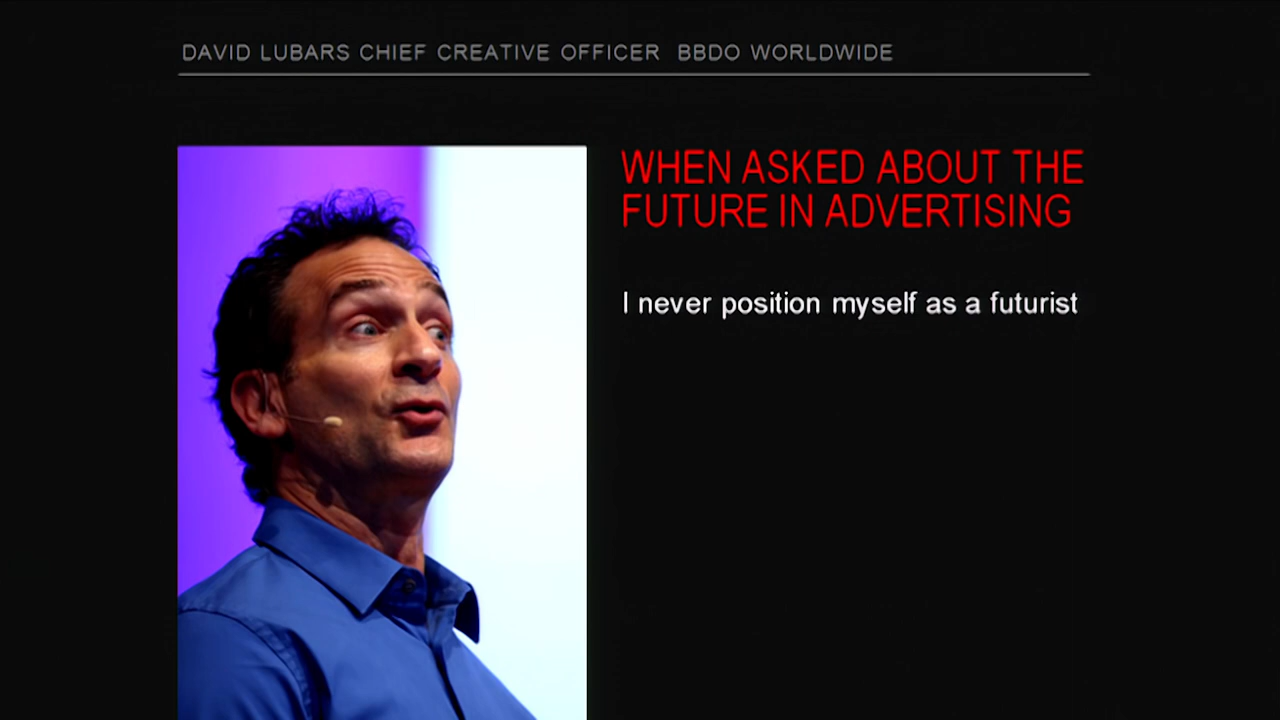 DAVID LUBARS CHIEF CREATIVE OFFICER BBDO WORLDWIDE
WHEN ASKED ABOUT THE
FUTURE IN ADVERTISING
I never position myself as a futurist